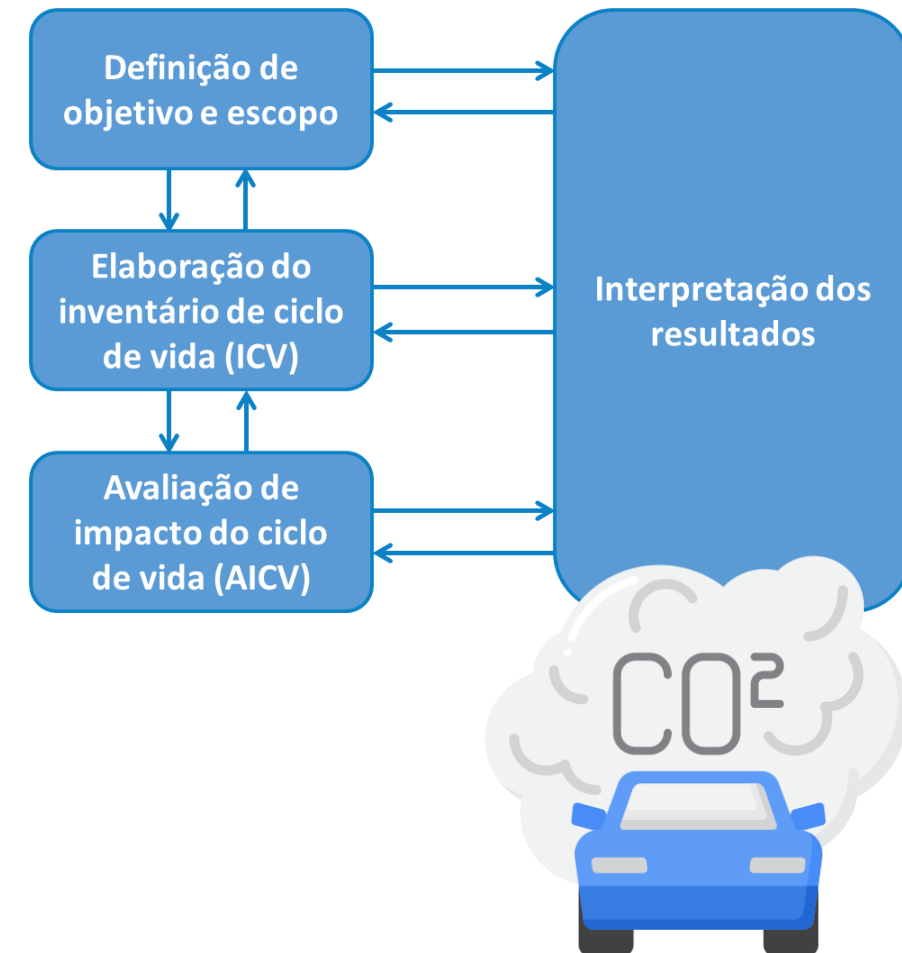 Definição de
objetivo e escopo
Elaboração do
inventário de ciclo
de vida (ICV)
Avaliação de
impacto do ciclo
de vida (AICV)
Interpretação dos
resultados
CO²